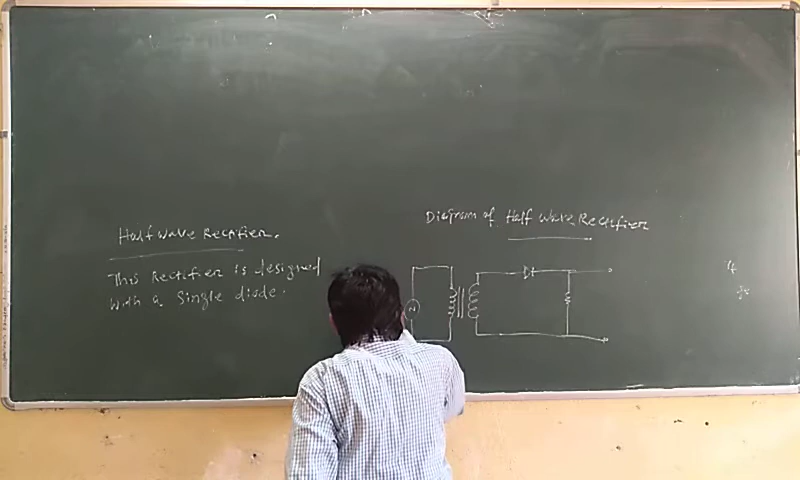 Half wave Rectifier.
This Rectifier is designed
with a single diode.
Diagram of Half wave Rectifier